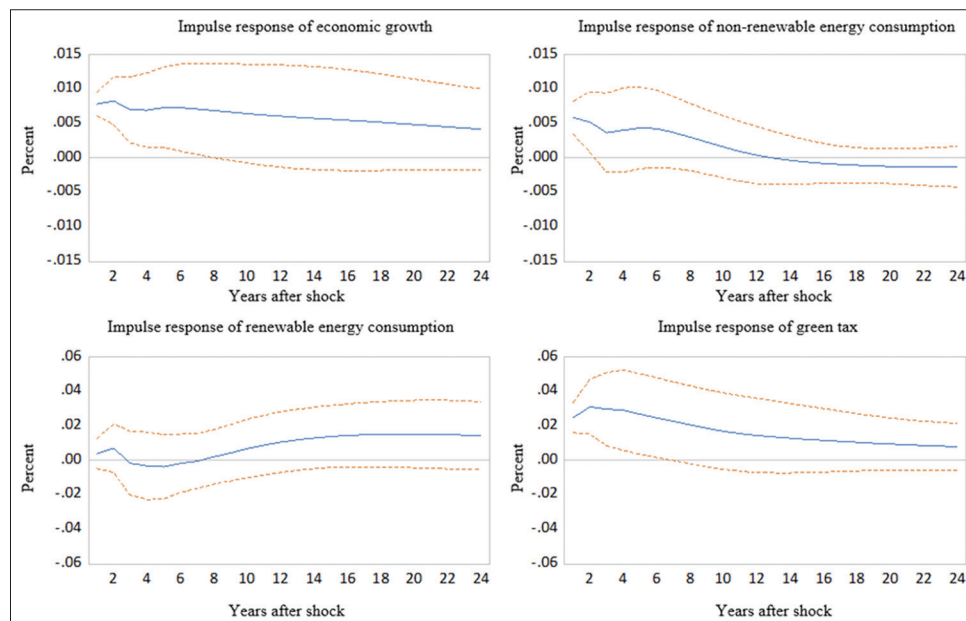 Impulse response of economic growth
.015
.010
.005
.000
-.005
-.010
-.015
Percent
2 4 6 8 10 12 14 16 18 20 22 24
Years after shock
Impulse response of non-renewable energy consumption
.015
.010
.005
.000
-.005
-.010
-.015
Percent
2 4 6 8 10 12 14 16 18 20 22 24
Years after shock
Impulse response of renewable energy consumption
.06
.04
.02
.00
-.02
-.04
-.06
Percent
2 4 6 8 10 12 14 16 18 20 22 24
Years after shock
Impulse response of green tax
.06
.04
.02
.00
-.02
-.04
-.06
Percent
2 4 6 8 10 12 14 16 18 20 22 24
Years after shock